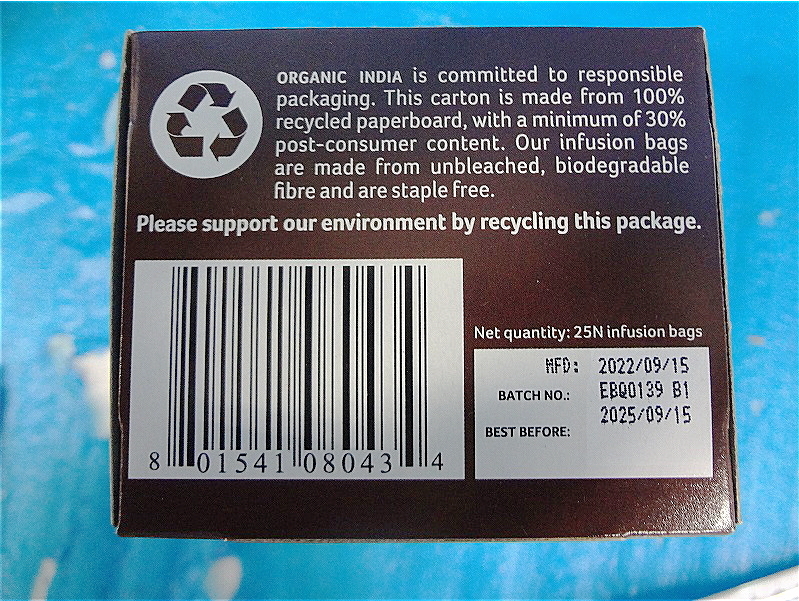 ORGANIC INDIA is committed to responsible
packaging. This carton is made from 100%
recycled paperboard, with a minimum of 30%
post-consumer content. Our infusion bags
are made from unbleached, biodegradable
fibre and are staple free.
Please support our environment by recycling this package.
Net quantity: 25N infusion bags
MFD: 2022/09/15
BATCH NO.: EBQ0139 B1
BEST BEFORE: 2025/09/15
8 01541 08043 4